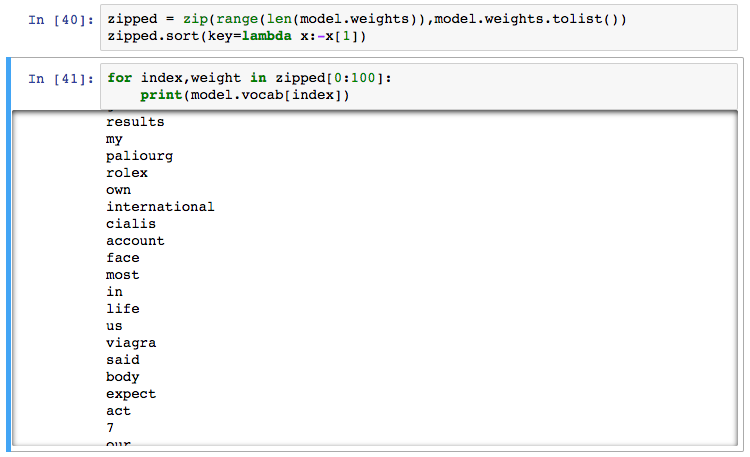 In [40]: zipped = zip(range(len(model.weights)),model.weights.tolist())
zipped.sort(key=lambda x:-x[1])
In [41]: for index,weight in zipped[0:100]:
    print(model.vocab[index])
results
my
paliourg
rolex
own
international
cialis
account
face
most
in
life
us
viagra
said
body
expect
act
7
our